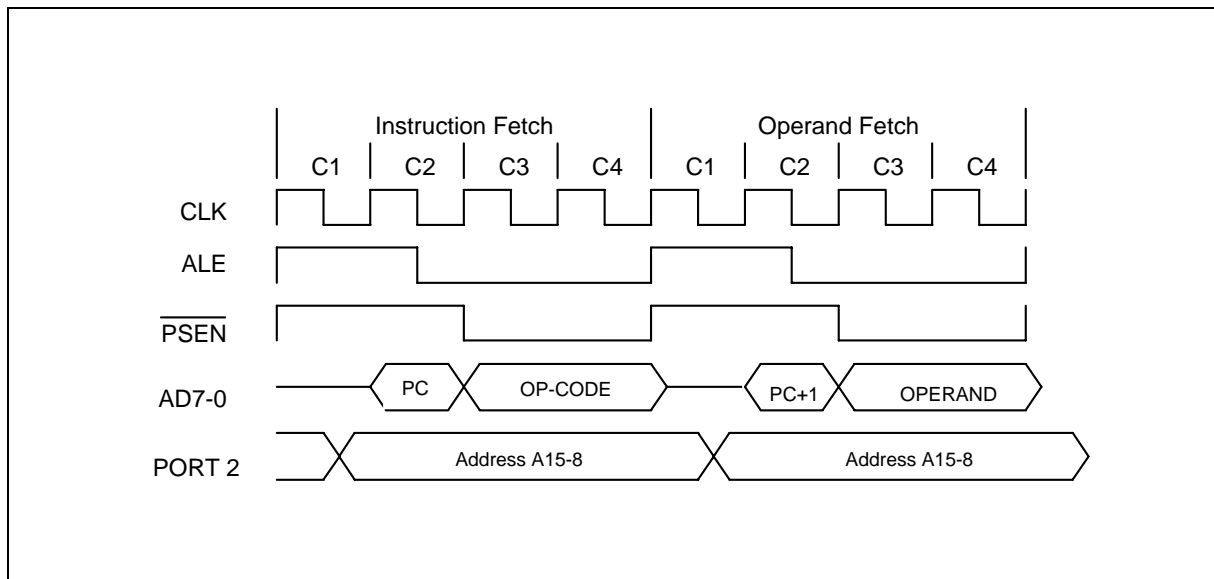 Instruction Fetch Operand Fetch
C1 C2 C3 C4 C1 C2 C3 C4
CLK
ALE
PSEN
AD7-0 PC OP-CODE PC+1 OPERAND
PORT 2 Address A15-8 Address A15-8